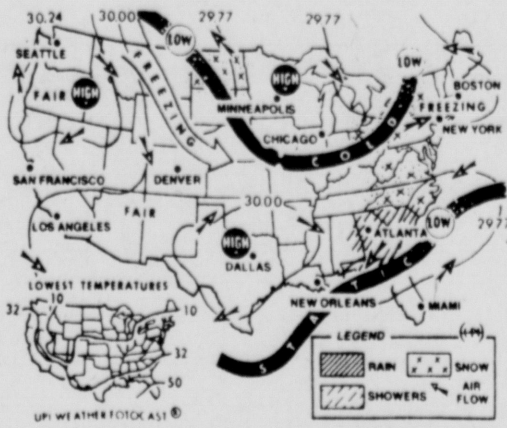 30.24 30.00 29.77 29.77
LOW
SEATTLE
LOW
HIGH
HIGH
FAIR
FREEZING
BOSTON
MINNEAPOLIS
FREEZING
NEW YORK
CHICAGO
COLD
SAN FRANCISCO
DENVER
30.00
FAIR
LOS ANGELES
LOW
29.77
ATLANTA
HIGH
DALLAS
LOWEST TEMPERATURES
NEW ORLEANS
MIAMI
STATIC
32 10 10
32
50
LEGEND
RAIN SNOW
SHOWERS AIR FLOW
UPI WEATHER FOTOCAST ®